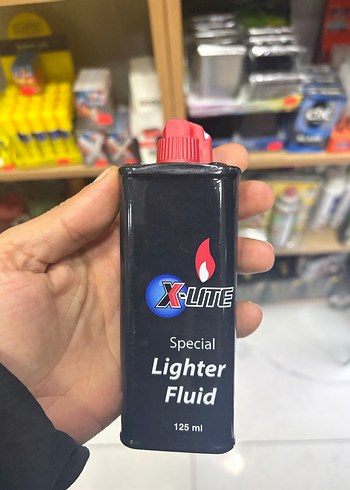 X-LITE
Special
Lighter
Fluid
125 ml